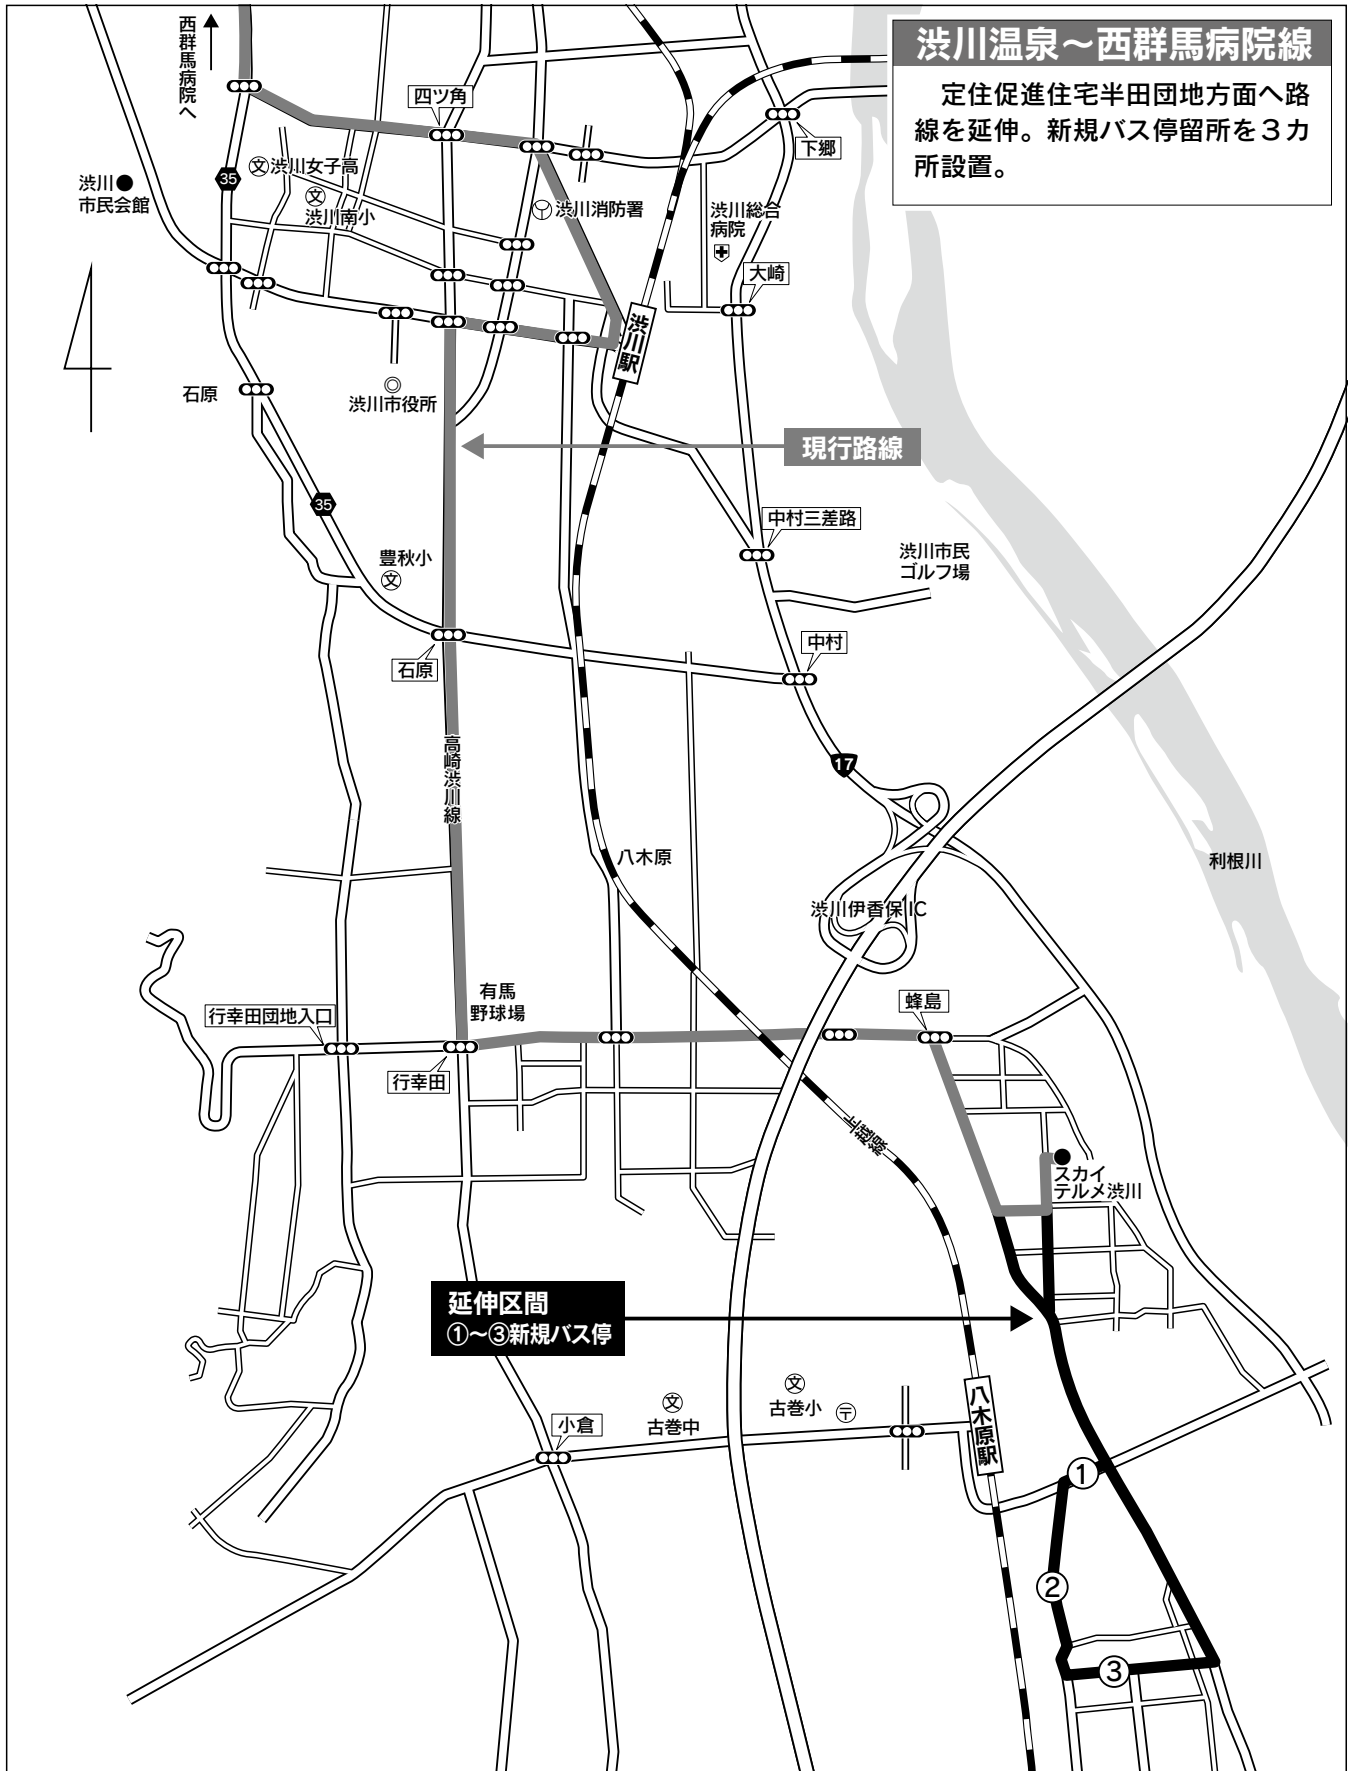 渋川温泉～西群馬病院線
　定住促進住宅半田団地方面へ路
線を延伸。新規バス停留所を３カ
所設置。
西群馬病院へ
四ツ角
下郷
35
渋川女子高
渋川
市民会館
文
文
渋川南小
渋川消防署
渋川総合
病院
大崎
渋川駅
石原
渋川市役所
現行路線
35
中村三差路
豊秋小
文
渋川市民
ゴルフ場
石原
中村
高崎渋川線
17
八木原
利根川
渋川伊香保IC
有馬
野球場
行幸田団地入口
蜂島
行幸田
上越線
スカイ
テルメ渋川
延伸区間
①～③新規バス停
文
古巻中
文
古巻小
〒
八木原駅
小倉
①
②
③